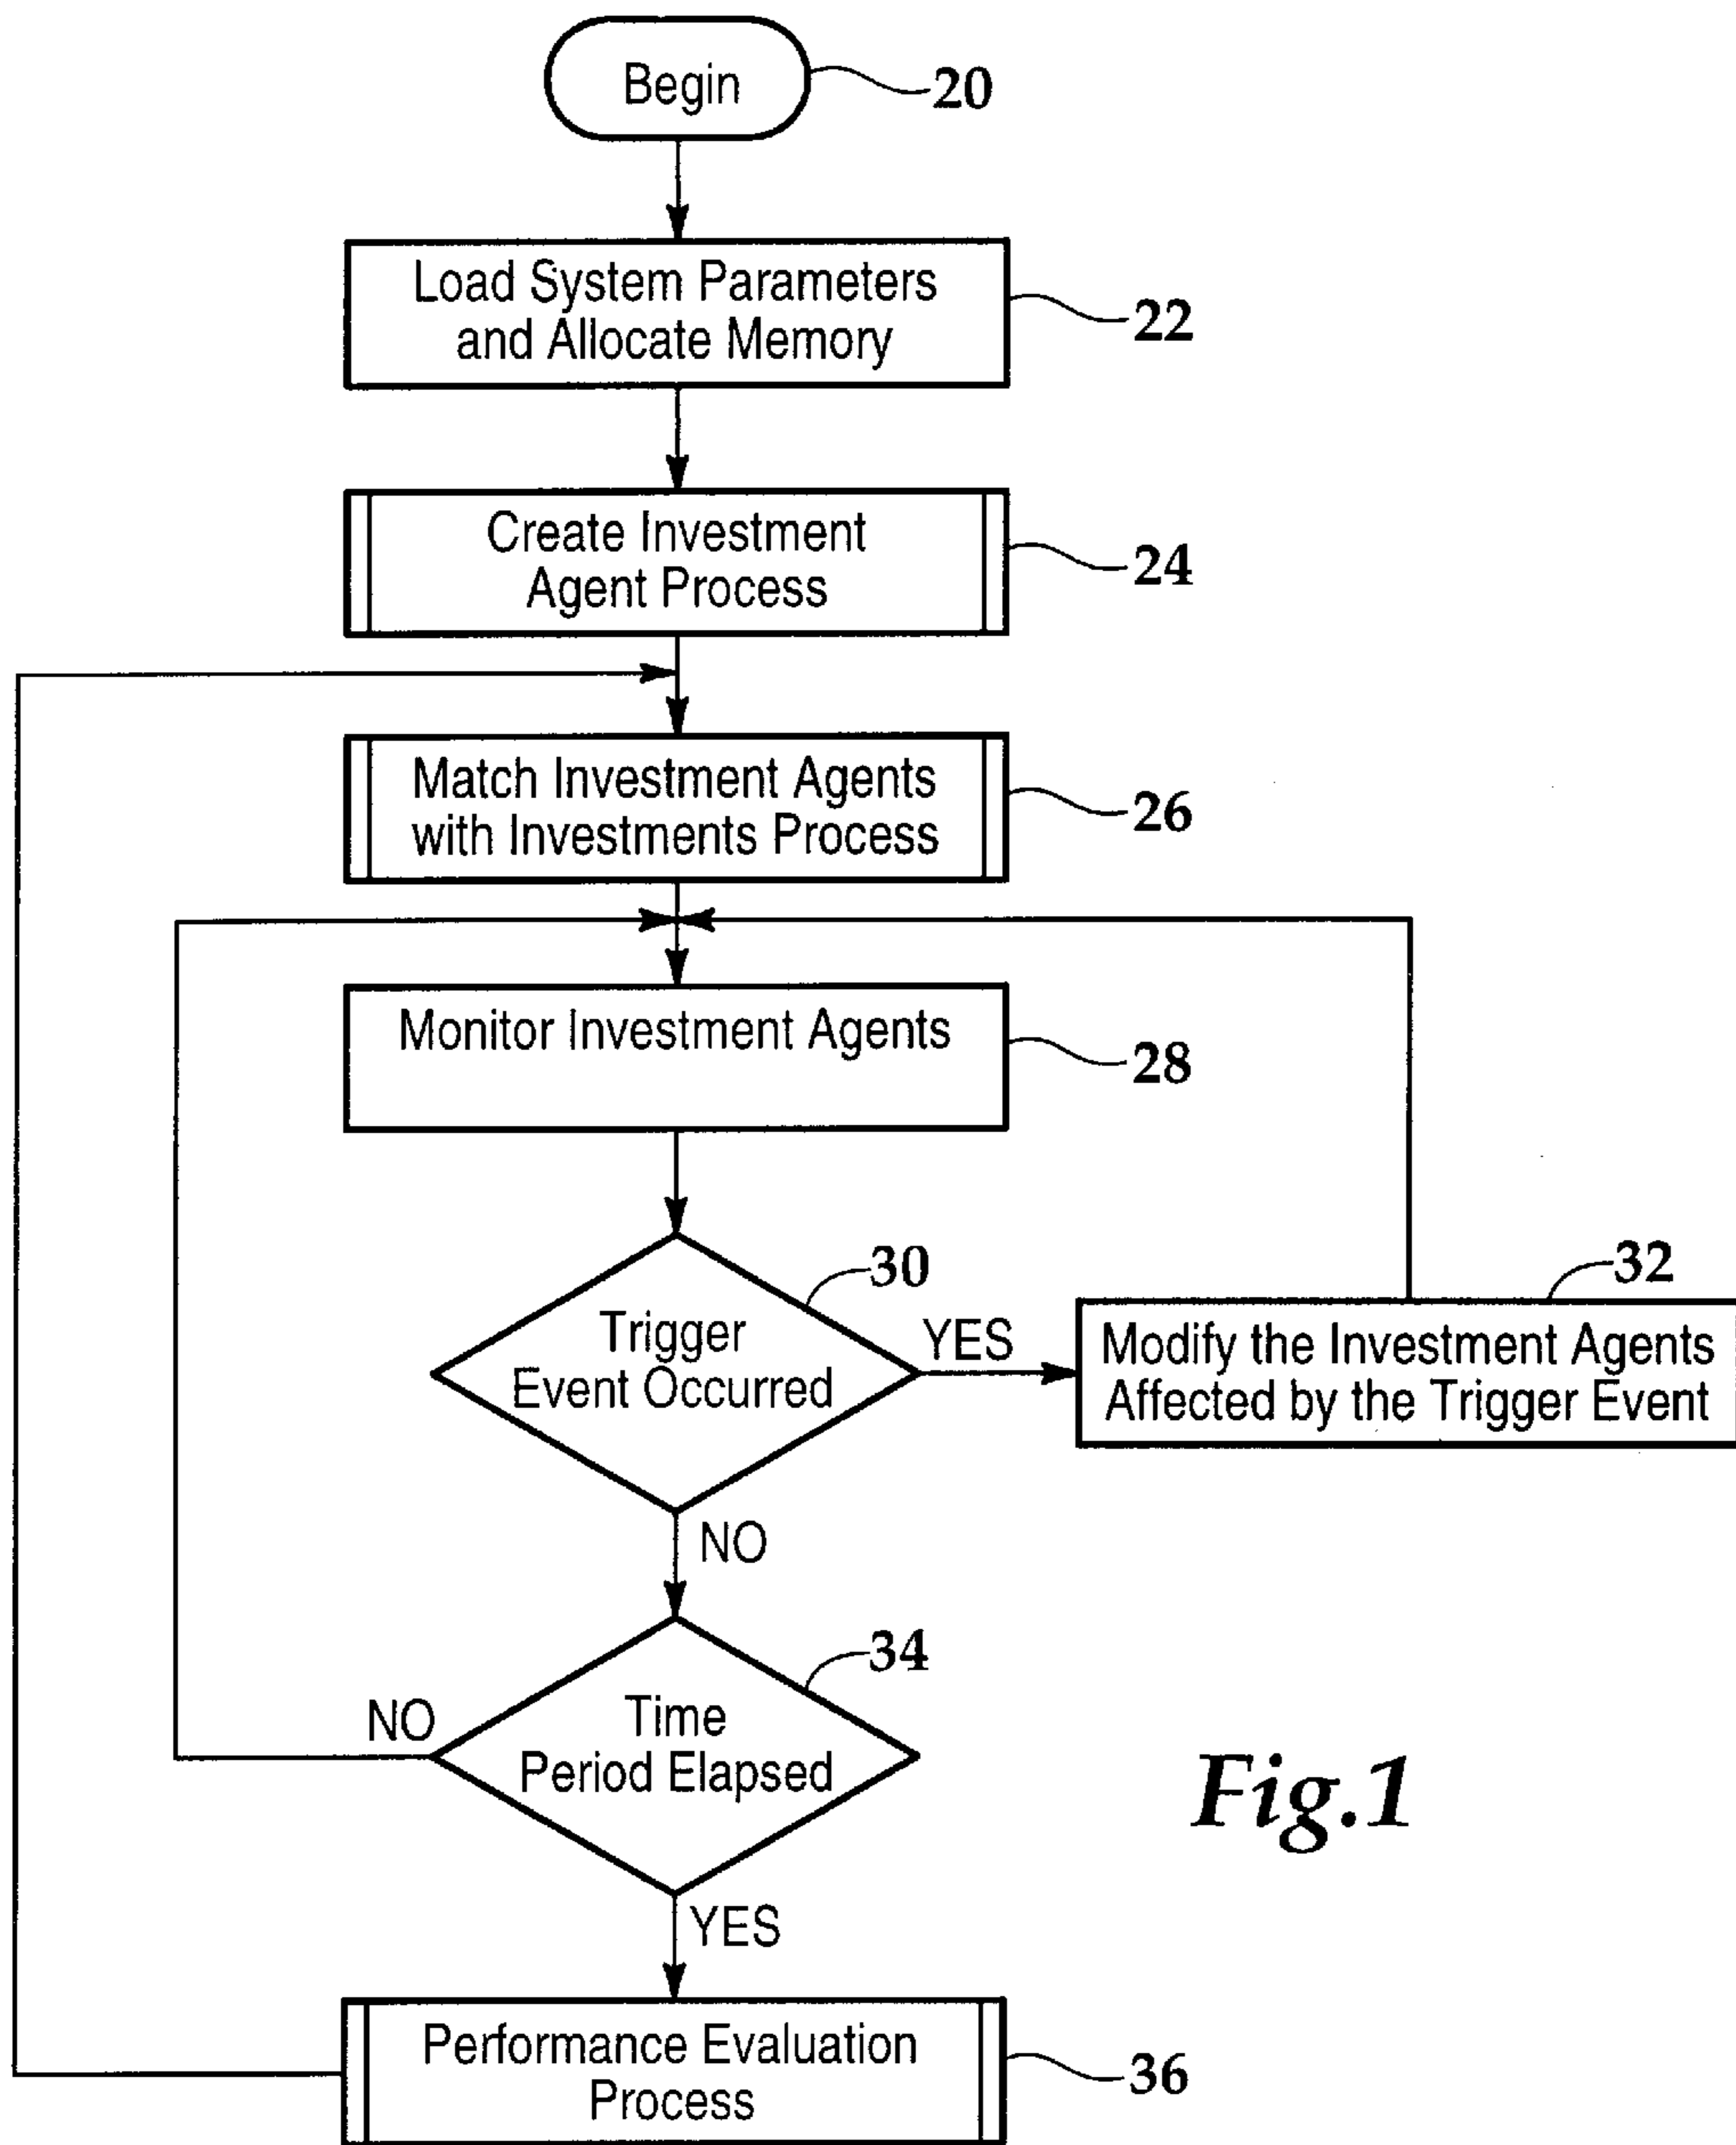 Begin
20
Load System Parameters
and Allocate Memory
22
Create Investment
Agent Process
24
Match Investment Agents
with Investments Process
26
Monitor Investment Agents
28
30
Trigger
Event Occurred
YES
32
Modify the Investment Agents
Affected by the Trigger Event
NO
34
Time
Period Elapsed
NO
YES
Fig.1
Performance Evaluation
Process
36